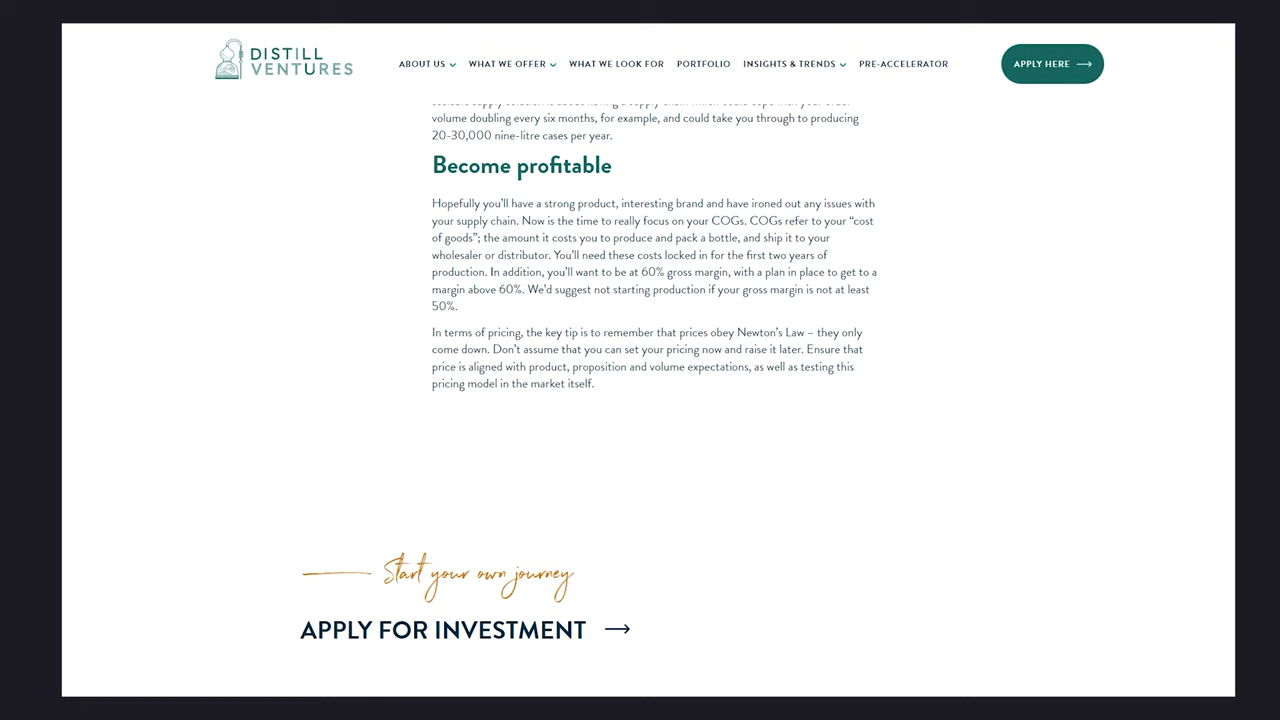 DISTILL
VENTURES
ABOUT US
WHAT WE OFFER
WHAT WE LOOK FOR
PORTFOLIO
INSIGHTS & TRENDS
PRE-ACCELERATOR
APPLY HERE
volume doubling every six months, for example, and could take you through to producing
20-30,000 nine-litre cases per year.
Become profitable
Hopefully you'll have a strong product, interesting brand and have ironed out any issues with
your supply chain. Now is the time to really focus on your COGs. COGs refer to your “cost
of goods”; the amount it costs you to produce and pack a bottle, and ship it to your
wholesaler or distributor. You'll need these costs locked in for the first two years of
production. In addition, you'll want to be at 60% gross margin, with a plan in place to get to a
margin above 60%. We'd suggest not starting production if your gross margin is not at least
50%.
In terms of pricing, the key tip is to remember that prices obey Newton's Law – they only
come down. Don't assume that you can set your pricing now and raise it later. Ensure that
price is aligned with product, proposition and volume expectations, as well as testing this
pricing model in the market itself.
Start your own journey
APPLY FOR INVESTMENT